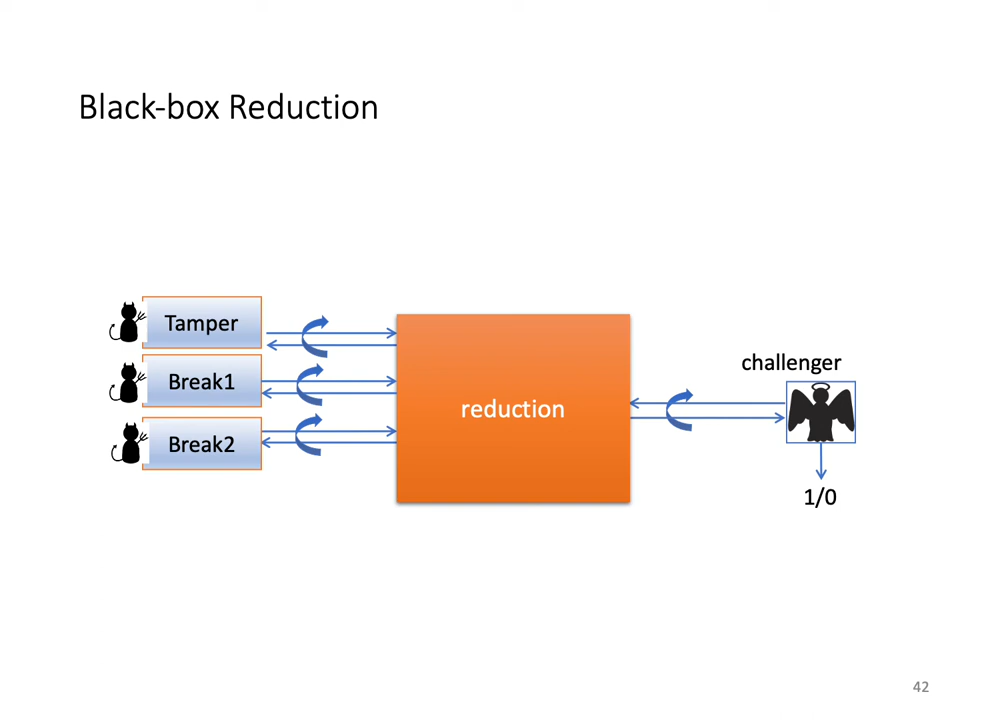 Black-box Reduction
Tamper
Break1
Break2
reduction
challenger
1/0
42